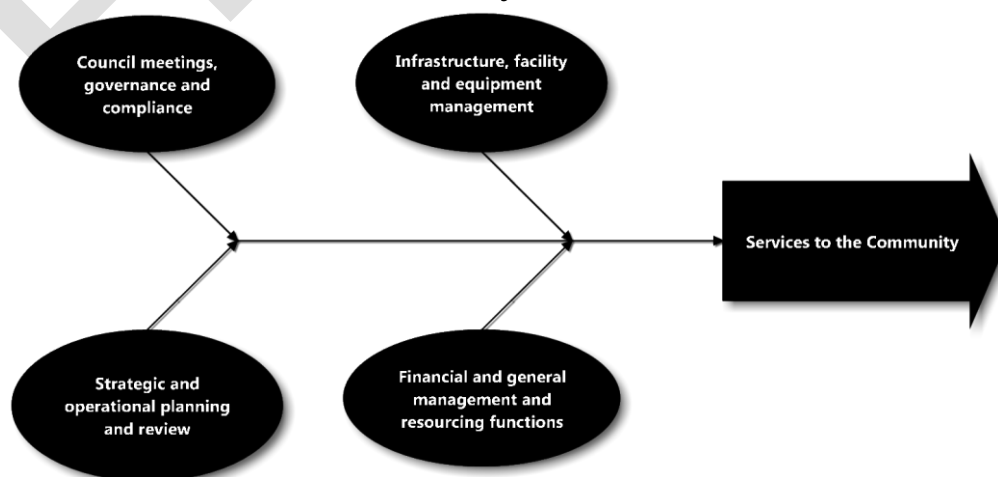 Council meetings,
governance and
compliance
Infrastructure, facility
and equipment
management
Services to the Community
Strategic and
operational planning
and review
Financial and general
management and
resourcing functions